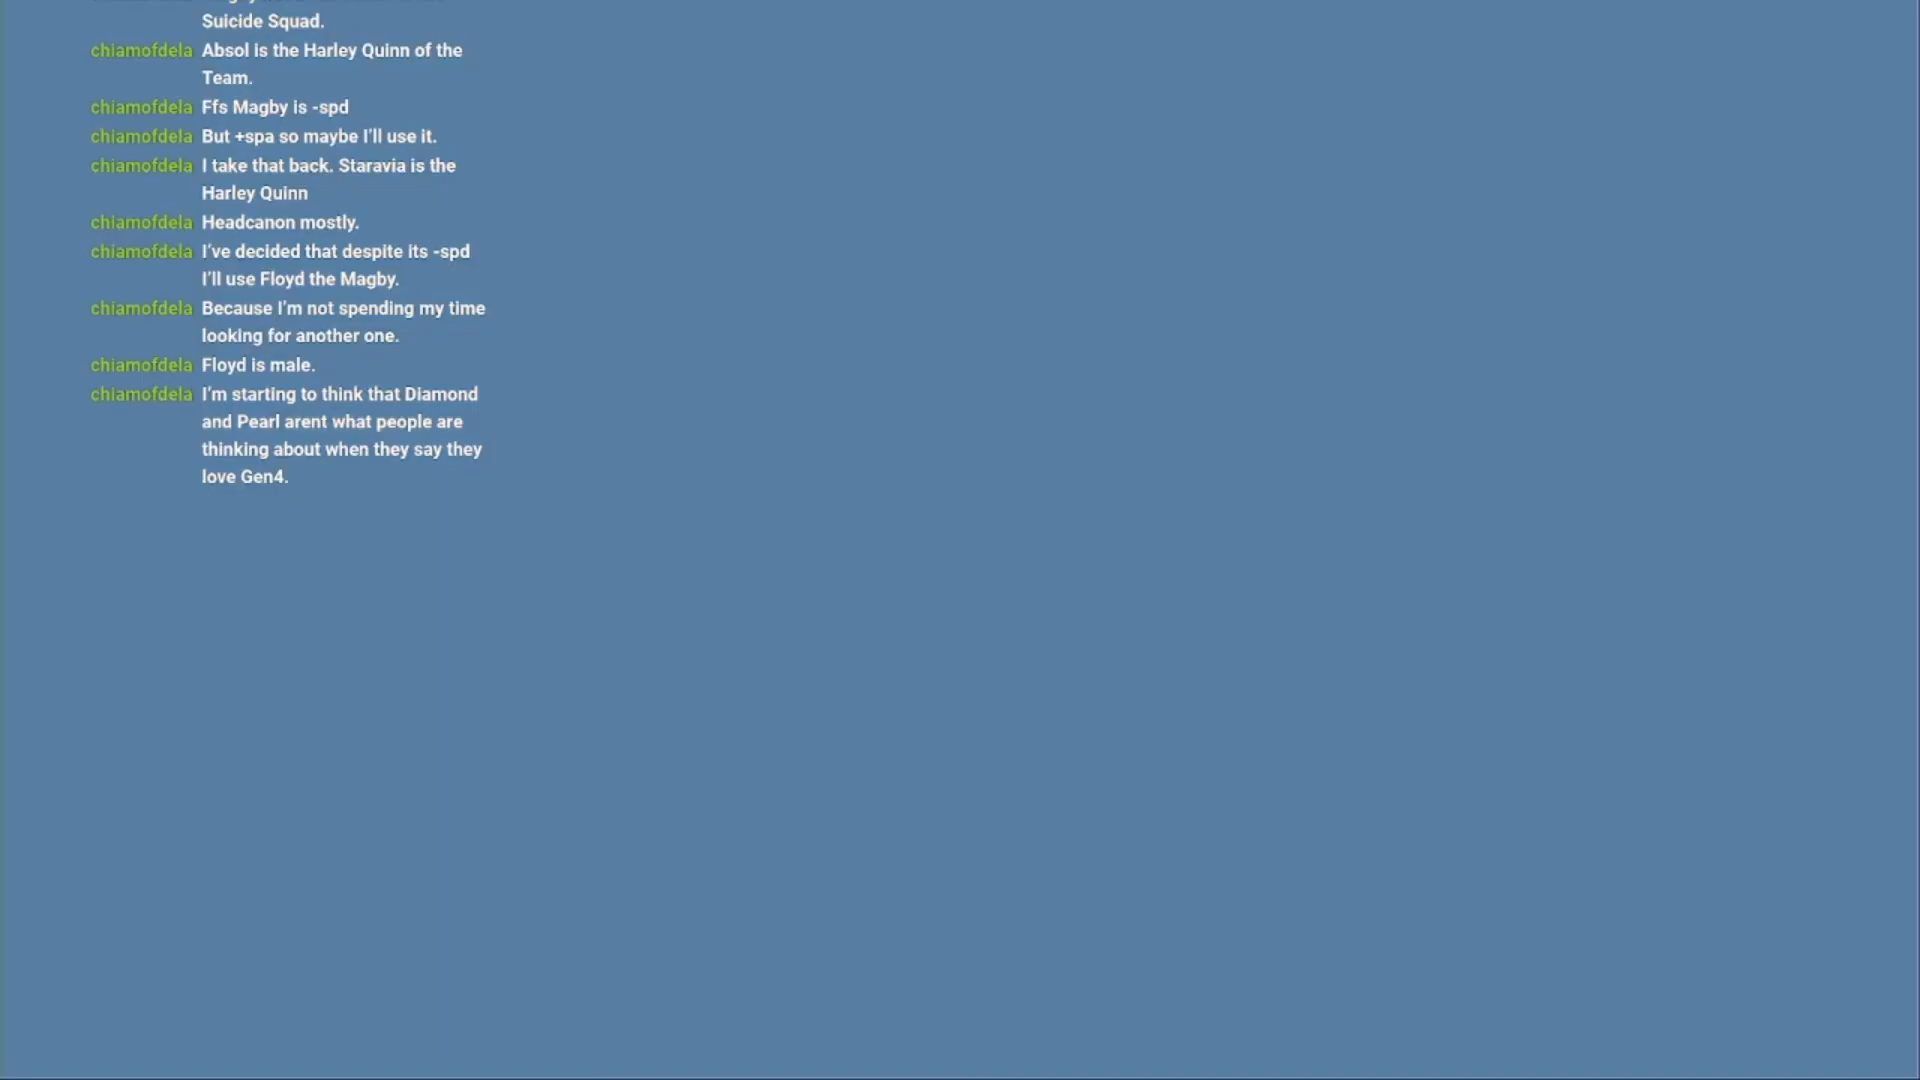 Suicide Squad.
chiamofdela Absol is the Harley Quinn of the
Team.
chiamofdela Ffs Magby is -spd
chiamofdela But +spa so maybe I'll use it.
chiamofdela I take that back. Staravia is the
Harley Quinn
chiamofdela Headcanon mostly.
chiamofdela I've decided that despite its -spd
I'll use Floyd the Magby.
chiamofdela Because I'm not spending my time
looking for another one.
chiamofdela Floyd is male.
chiamofdela I'm starting to think that Diamond
and Pearl arent what people are
thinking about when they say they
love Gen4.